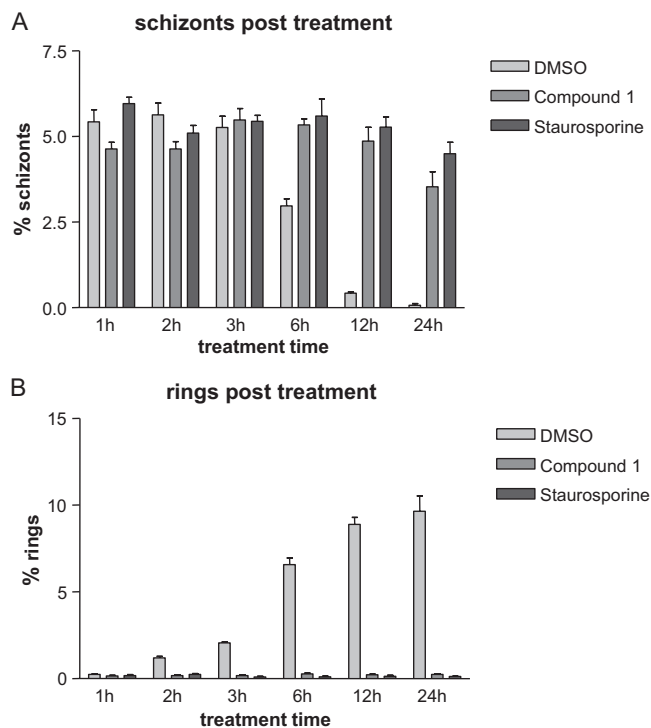 A
schizonts post treatment
7.5
5.0
2.5
0.0
% schizonts
1h 2h 3h 6h 12h 24h
treatment time
DMSO
Compound 1
Staurosporine
B
rings post treatment
15
10
5
0
% rings
1h 2h 3h 6h 12h 24h
treatment time
DMSO
Compound 1
Staurosporine